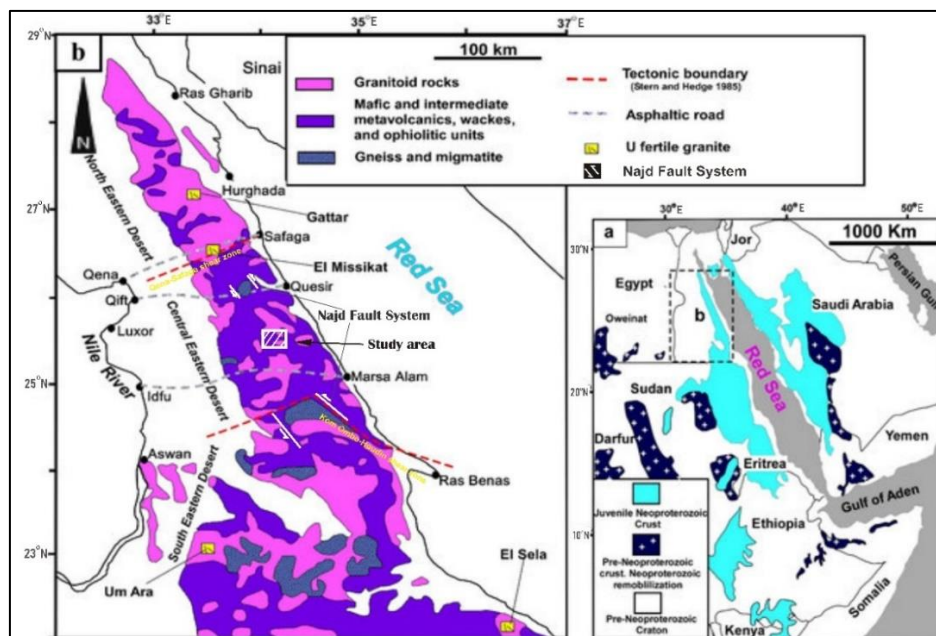 33°E
35°E
37°E
29°N
b
Sinai
100 km
Granitoid rocks
Mafic and intermediate
metavolcanics, wackes,
and ophiolitic units
Gneiss and migmatite
Tectonic boundary
(Stern and Hedge 1985)
Asphaltic road
U fertile granite
Najd Fault System
N
Ras Gharib
Hurghada
North Eastern Desert
Gattar
27°N
Safaga
El Missikat
Qena
Quesir
Qift
Najd Fault System
Luxor
Study area
Red Sea
Nile River
Central Eastern Desert
25°N
Marsa Alam
Idfu
Aswan
Ras Benas
South Eastern Desert
23°N
Um Ara
El Sela
30°E
40°E
50°E
a
1000 Km
30°N
Jor
Persian Gulf
Egypt
Saudi Arabia
b
Oweinat
20°N
Red Sea
Sudan
Yemen
Darfur
Eritrea
Gulf of Aden
Juvenile Neoproterozoic
Crust
Ethiopia
10°N
Pre-Neoproterozoic
crust. Neoproterozoic
remoblilization
Somalia
Pre-Neoproterozoic
Craton
Kenya